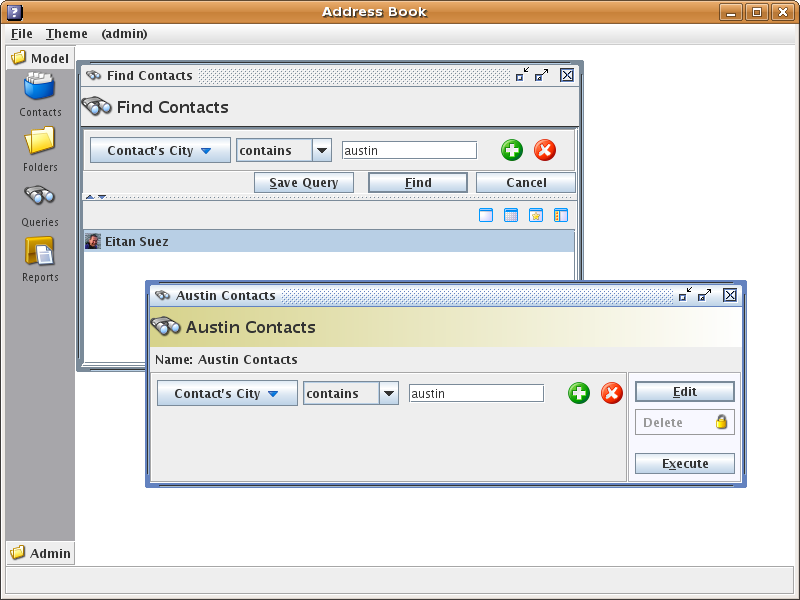 Address Book
File Theme (admin)
Model
Contacts
Folders
Queries
Reports
Admin
Find Contacts
Find Contacts
Contact's City contains austin
Save Query Find Cancel
Eitan Suez
Austin Contacts
Austin Contacts
Name: Austin Contacts
Contact's City contains austin
Edit
Delete
Execute